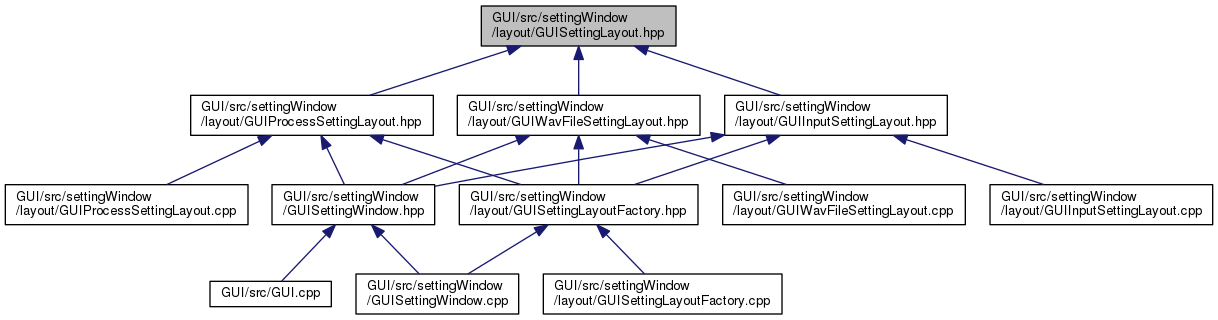 GUI/src/settingWindow
/layout/GUISettingLayout.hpp
GUI/src/settingWindow
/layout/GUIProcessSettingLayout.hpp
GUI/src/settingWindow
/layout/GUIWavFileSettingLayout.hpp
GUI/src/settingWindow
/layout/GUIInputSettingLayout.hpp
GUI/src/settingWindow
/layout/GUIProcessSettingLayout.cpp
GUI/src/settingWindow
/GUISettingWindow.hpp
GUI/src/settingWindow
/layout/GUISettingLayoutFactory.hpp
GUI/src/settingWindow
/layout/GUIWavFileSettingLayout.cpp
GUI/src/settingWindow
/layout/GUIInputSettingLayout.cpp
GUI/src/GUI.cpp
GUI/src/settingWindow
/GUISettingWindow.cpp
GUI/src/settingWindow
/layout/GUISettingLayoutFactory.cpp